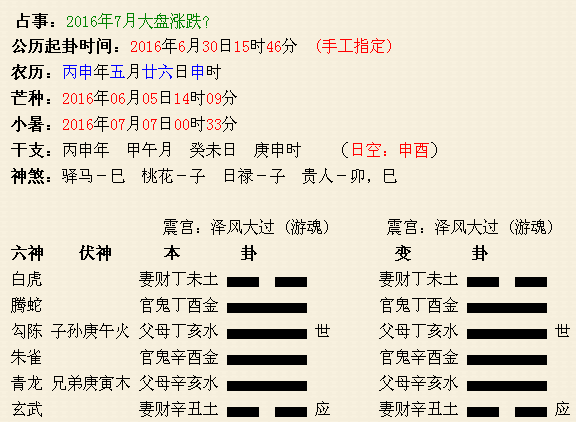 占事：2016年7月大盘涨跌?
公历起卦时间：2016年6月30日15时46分 (手工指定)
农历：丙申年五月廿六日申时
芒种：2016年06月05日14时09分
小暑：2016年07月07日00时33分
干支：丙申年 甲午月 癸未日 庚申时 （日空：申酉）
神煞：驿马－巳 桃花－子 日禄－子 贵人－卯，巳
震宫：泽风大过（游魂） 震宫：泽风大过（游魂）
六神 伏神 本 卦 变 卦
白虎 妻财丁未土 妻财丁未土
腾蛇 官鬼丁酉金 官鬼丁酉金
勾陈 子孙庚午火 父母丁亥水 世 父母丁亥水 世
朱雀 官鬼辛酉金 官鬼辛酉金
青龙 兄弟庚寅木 父母辛亥水 父母辛亥水
玄武 妻财辛丑土 应 妻财辛丑土 应